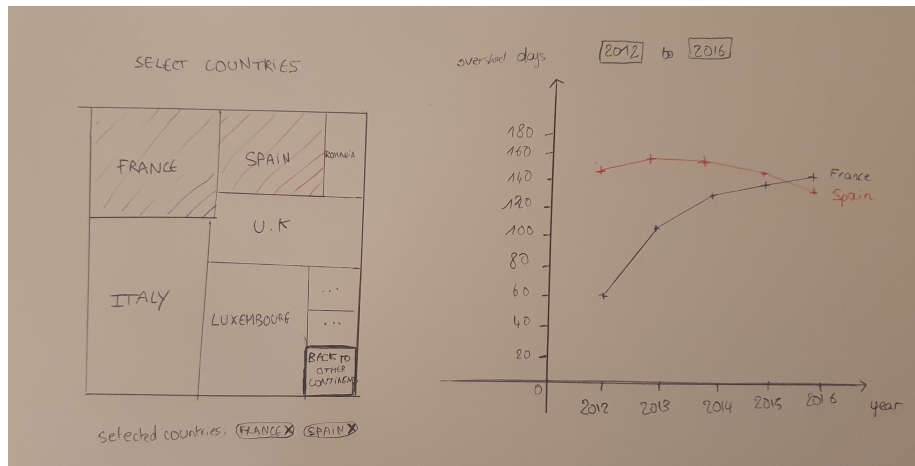 SELECT COUNTRIES
FRANCE
SPAIN
ROMANIA
U.K
ITALY
LUXEMBOURG
...
...
BACK TO
OTHER
CONTINENT
selected countries: FRANCE X SPAIN X
overshoot days
2012 to 2016
180
160
140
120
100
80
60
40
20
0
France
Spain
2012 2013 2014 2015 2016 year